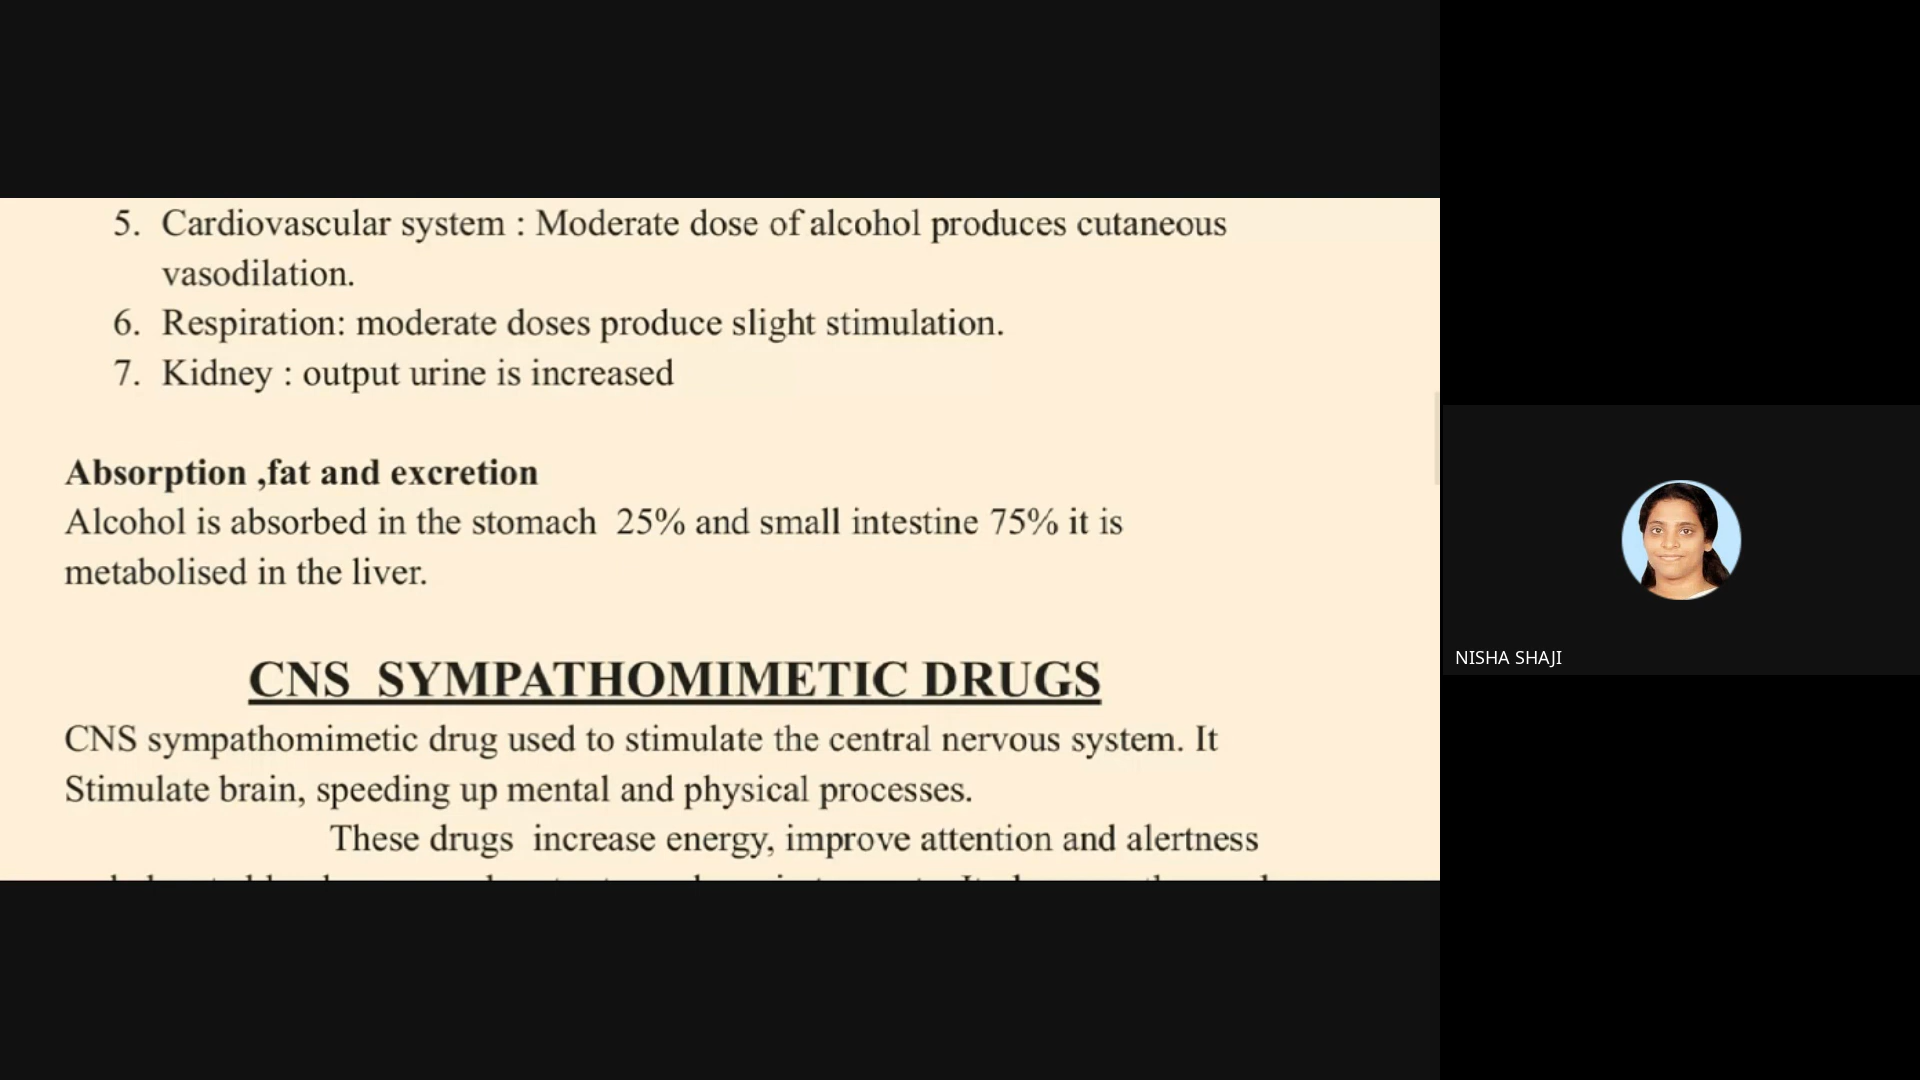 5. Cardiovascular system : Moderate dose of alcohol produces cutaneous
vasodilation.
6. Respiration: moderate doses produce slight stimulation.
7. Kidney : output urine is increased
Absorption ,fat and excretion
Alcohol is absorbed in the stomach 25% and small intestine 75% it is
metabolised in the liver.
CNS SYMPATHOMIMETIC DRUGS
CNS sympathomimetic drug used to stimulate the central nervous system. It
Stimulate brain, speeding up mental and physical processes.
These drugs increase energy, improve attention and alertness
NISHA SHAJI